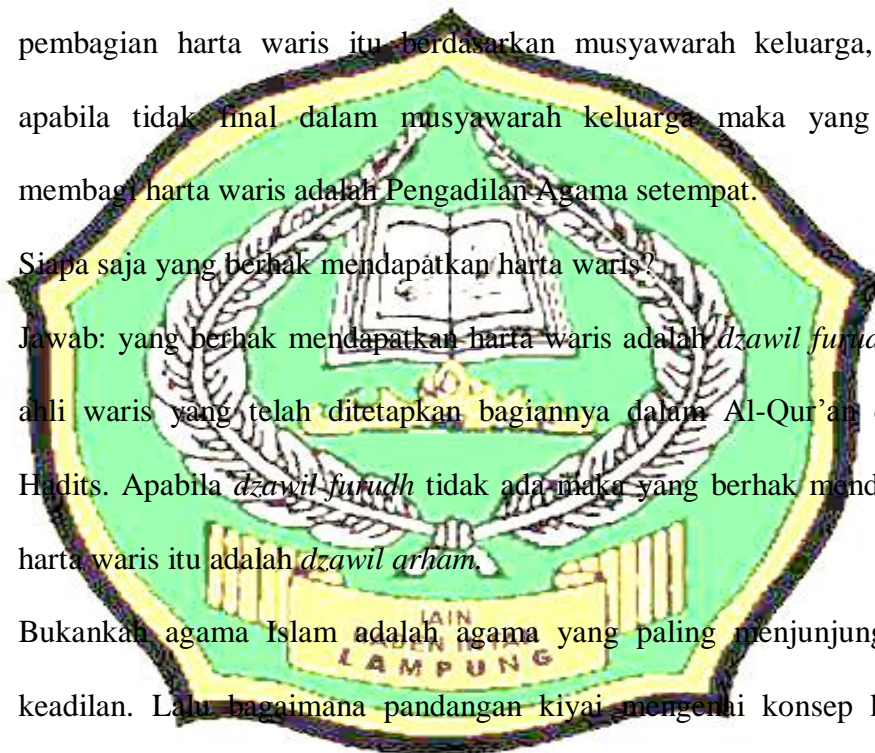 pembagian harta waris itu berdasarkan musyawarah keluarga,
apabila tidak final dalam musyawarah keluarga maka yang
membagi harta waris adalah Pengadilan Agama setempat.
Siapa saja yang berhak mendapatkan harta waris?
Jawab: yang berhak mendapatkan harta waris adalah dzawil furud
ahli waris yang telah ditetapkan bagiannya dalam Al-Qur'an
Hadits. Apabila dzawil furudh tidak ada maka yang berhak mend
harta waris itu adalah dzawil arham.
IAIN
RADEN INTAN
LAMPUNG
Bukankah agama Islam adalah agama yang paling menjunjung
keadilan. Lalu bagaimana pandangan kiyai mengenai konsep